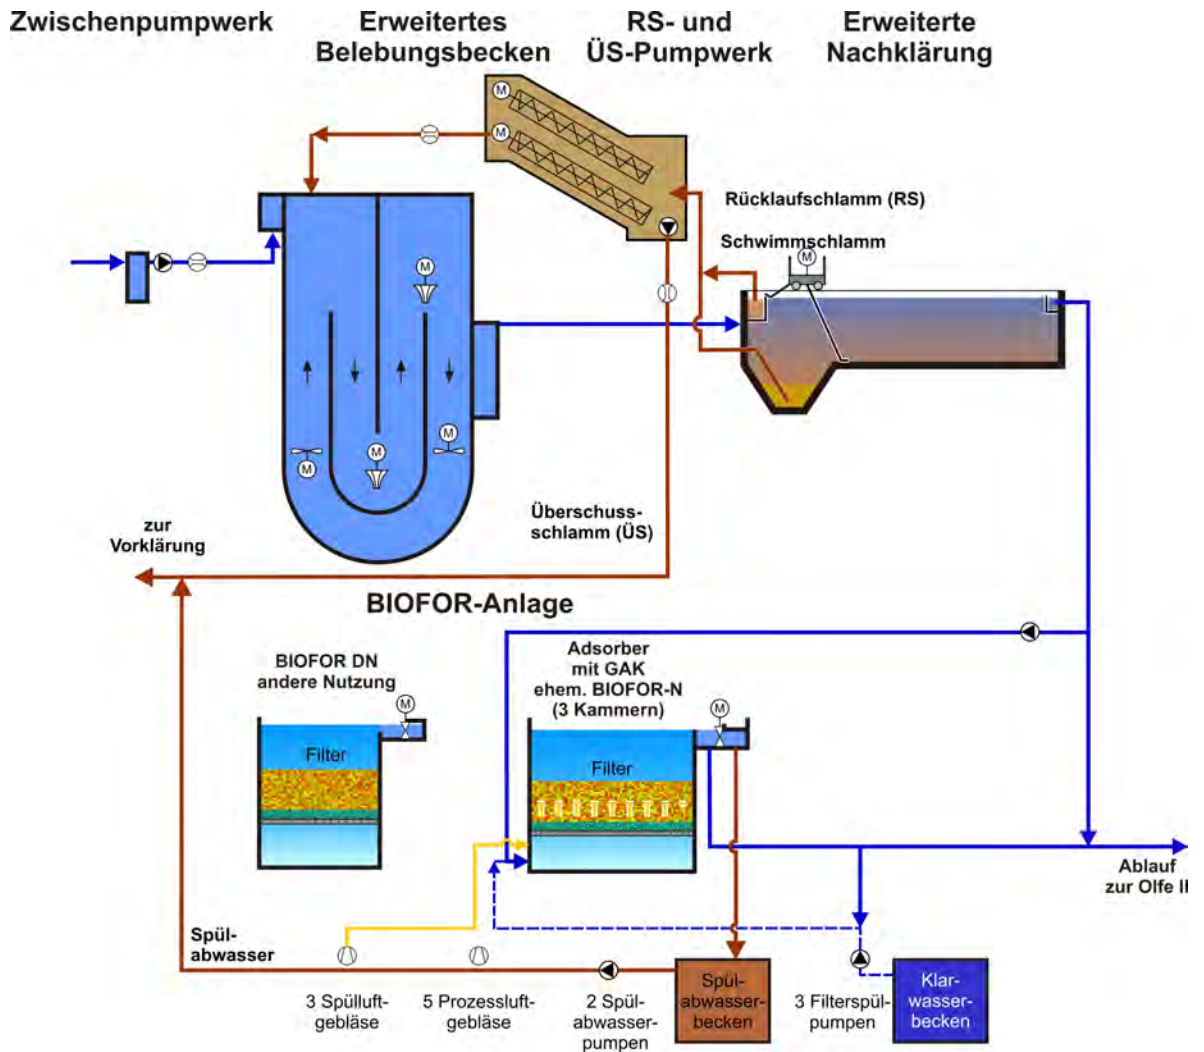 Zwischenpumpwerk
Erweitertes
Belebungsbecken
RS- und
ÜS-Pumpwerk
Erweiterte
Nachklärung
M
M
Rücklaufschlamm (RS)
Schwimmschlamm
M
M
M
M
M
Überschuss-
schlamm (ÜS)
zur
Vorklärung
BIOFOR-Anlage
BIOFOR DN
andere Nutzung
M
Filter
Adsorber
mit GAK
ehem. BIOFOR-N
(3 Kammern)
M
Filter
Ablauf
zur Olfe II
Spül-
abwasser
3 Spülluft-
gebläse
5 Prozessluft-
gebläse
2 Spül-
abwasser-
pumpen
Spül-
abwasser-
becken
3 Filterspül-
pumpen
Klar-
wasser-
becken